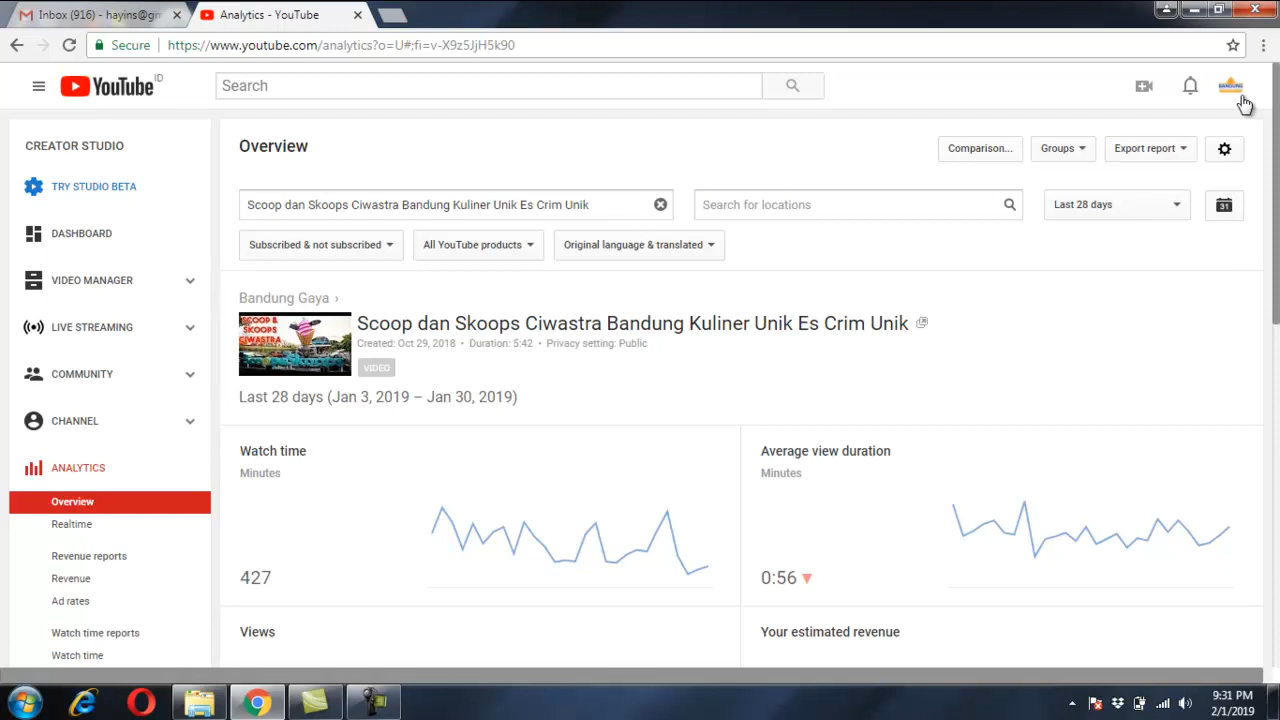 Inbox (916) - hayins@gm
Analytics - YouTube
Secure
https://www.youtube.com/analytics?o=U#;fi=v-X9z5JjH5k90
YouTube ID
Search
BANDUNG
CREATOR STUDIO
TRY STUDIO BETA
DASHBOARD
VIDEO MANAGER
LIVE STREAMING
COMMUNITY
CHANNEL
ANALYTICS
Overview
Realtime
Revenue reports
Revenue
Ad rates
Watch time reports
Watch time
Overview
Comparison...
Groups
Export report
Scoop dan Skoops Ciwastra Bandung Kuliner Unik Es Crim Unik
Search for locations
Last 28 days
31
Subscribed & not subscribed
All YouTube products
Original language & translated
Bandung Gaya ›
SCOOP &
SKOOPS
CIWASTRA
Scoop dan Skoops Ciwastra Bandung Kuliner Unik Es Crim Unik
Created: Oct 29, 2018 • Duration: 5:42 • Privacy setting: Public
VIDEO
Last 28 days (Jan 3, 2019 – Jan 30, 2019)
Watch time
Minutes
427
Average view duration
Minutes
0:56
Views
Your estimated revenue
9:31 PM
2/1/2019